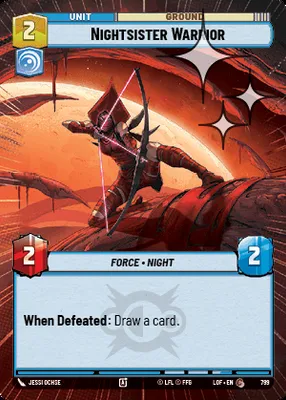 UNIT
GROUND
2
NIGHTSISTER WARRIOR
2
FORCE • NIGHT
2
When Defeated: Draw a card.
JESSI OCHSE
LFL
FFG
LOF • EN
799